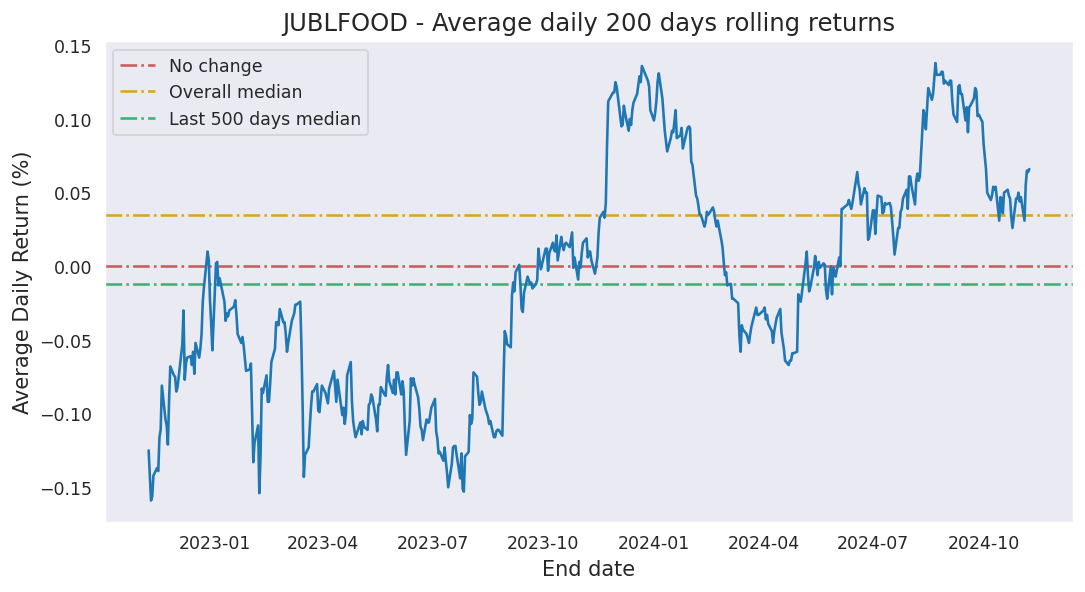 JUBLFOOD - Average daily 200 days rolling returns
Average Daily Return (%)
0.15
0.10
0.05
0.00
−0.05
−0.10
−0.15
No change
Overall median
Last 500 days median
2023-01 2023-04 2023-07 2023-10 2024-01 2024-04 2024-07 2024-10
End date